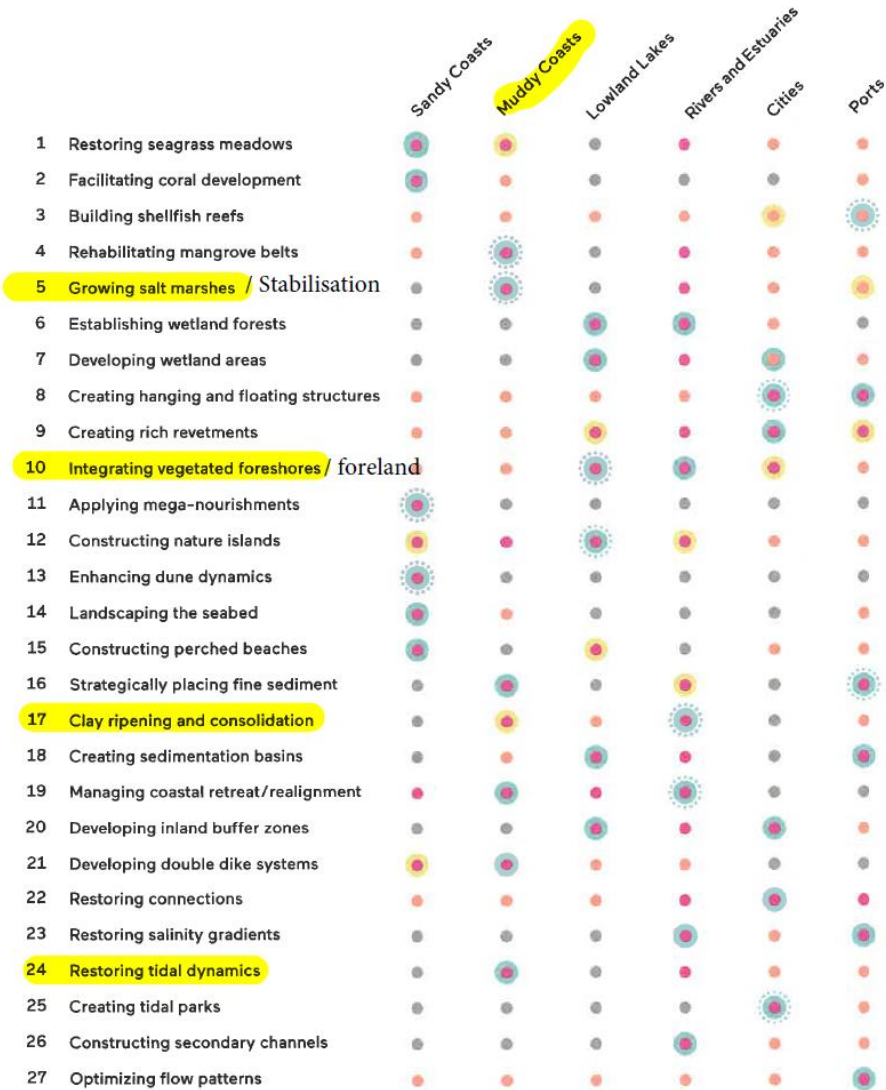 Sandy Coasts
Muddy Coasts
Lowland Lakes
Rivers and Estuaries
Cities
Ports
1 Restoring seagrass meadows
2 Facilitating coral development
3 Building shellfish reefs
4 Rehabilitating mangrove belts
5 Growing salt marshes / Stabilisation
6 Establishing wetland forests
7 Developing wetland areas
8 Creating hanging and floating structures
9 Creating rich revetments
10 Integrating vegetated foreshores / foreland
11 Applying mega-nourishments
12 Constructing nature islands
13 Enhancing dune dynamics
14 Landscaping the seabed
15 Constructing perched beaches
16 Strategically placing fine sediment
17 Clay ripening and consolidation
18 Creating sedimentation basins
19 Managing coastal retreat/realignment
20 Developing inland buffer zones
21 Developing double dike systems
22 Restoring connections
23 Restoring salinity gradients
24 Restoring tidal dynamics
25 Creating tidal parks
26 Constructing secondary channels
27 Optimizing flow patterns